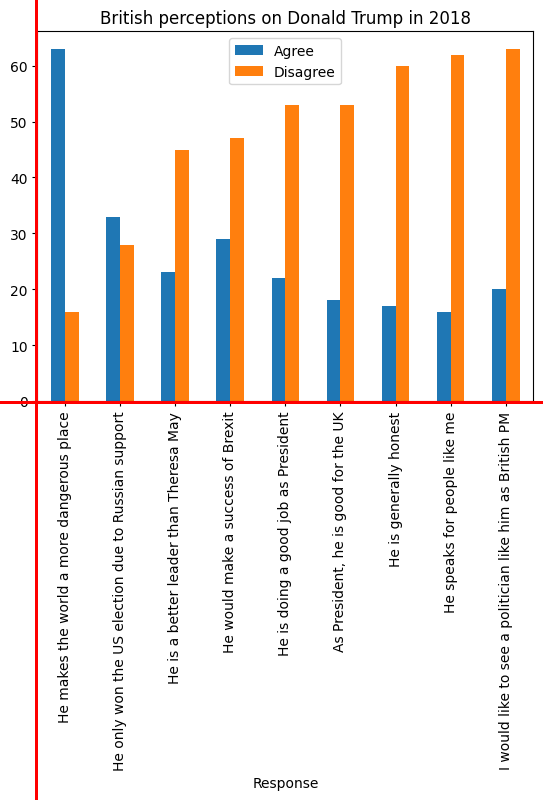 British perceptions on Donald Trump in 2018
Agree
Disagree
60
50
40
30
20
10
0
He makes the world a more dangerous place
He only won the US election due to Russian support
He is a better leader than Theresa May
He would make a success of Brexit
He is doing a good job as President
As President, he is good for the UK
He is generally honest
He speaks for people like me
I would like to see a politician like him as British PM
Response